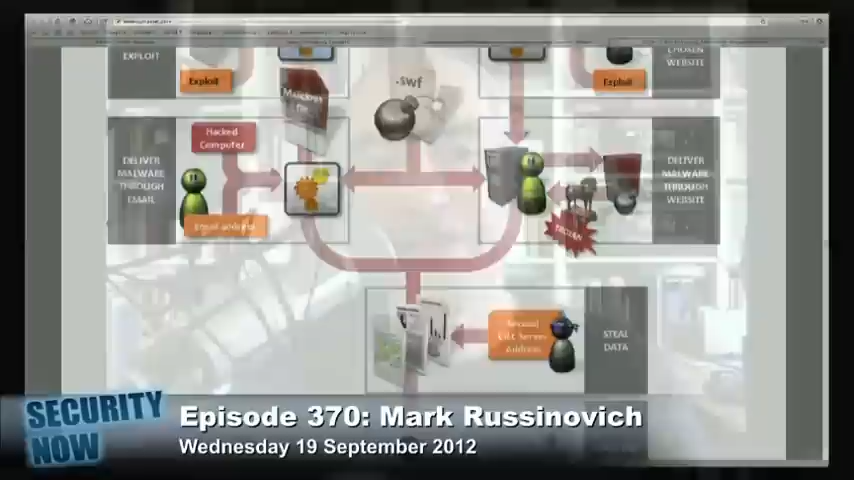 EXPLOIT
Exploit
Malicious
.swf
Exploit
CHOSEN
WEBSITE
DELIVER
MALWARE
THROUGH
EMAIL
Hacked
Computer
Email address
TROJAN
DELIVER
MALWARE
THROUGH
WEBSITE
Second
C&C Server
Address
STEAL
DATA
SECURITY
NOW
Episode 370: Mark Russinovich
Wednesday 19 September 2012